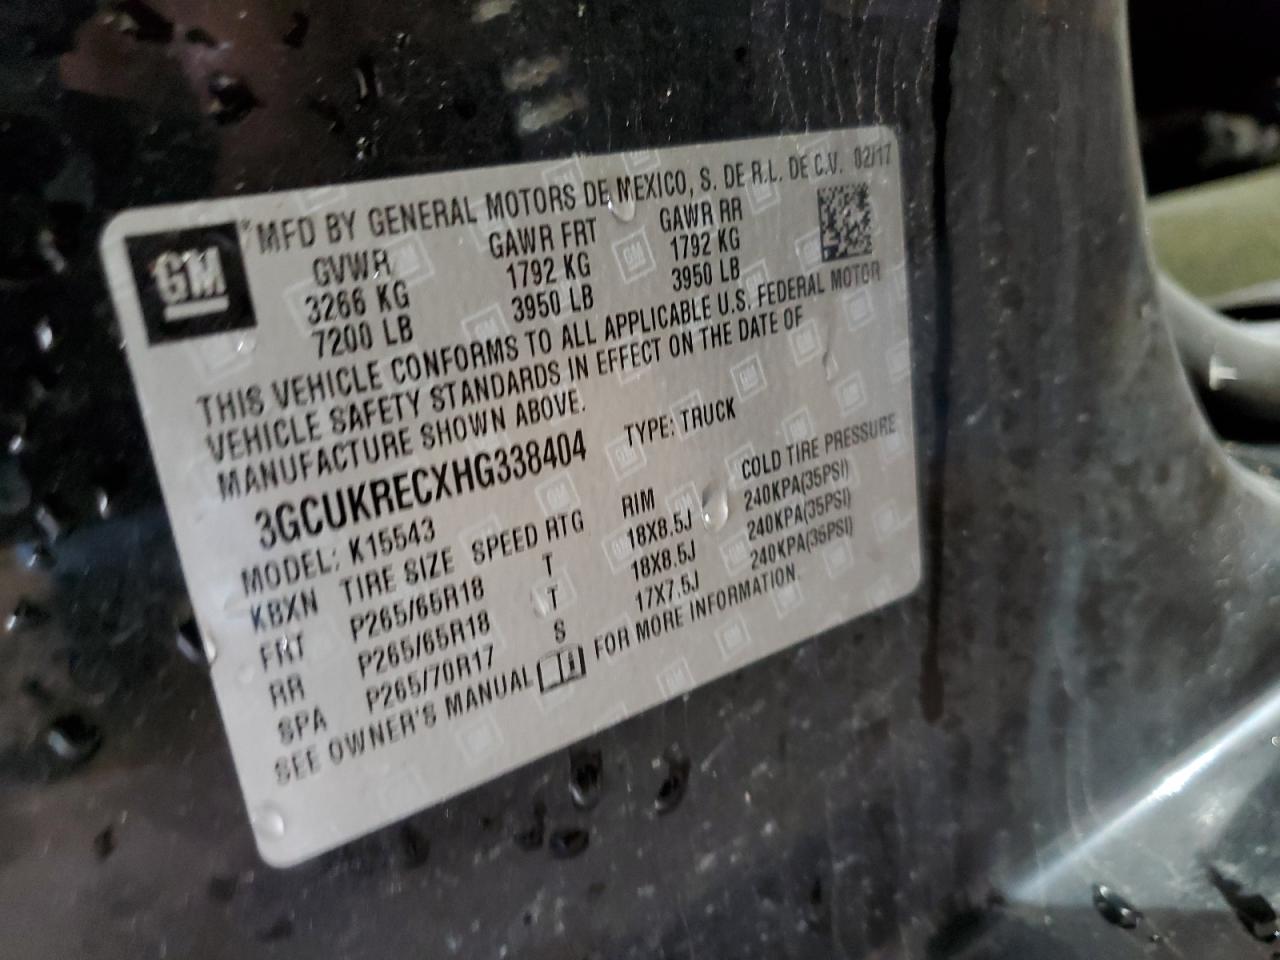 MFD BY GENERAL MOTORS DE MEXICO, S. DE R.L. DE C.V. 02/17
GM
GVWR GAWR FRT GAWR RR
3266 KG 1792 KG 1792 KG
7200 LB 3950 LB 3950 LB
THIS VEHICLE CONFORMS TO ALL APPLICABLE U.S. FEDERAL MOTOR
VEHICLE SAFETY STANDARDS IN EFFECT ON THE DATE OF
MANUFACTURE SHOWN ABOVE.
3GCUKRECXHG338404 TYPE: TRUCK
MODEL: K15543
KBXN TIRE SIZE SPEED RTG RIM COLD TIRE PRESSURE
FRT P265/65R18 T 18X8.5J 240KPA(35PSI)
RR P265/65R18 T 18X8.5J 240KPA(35PSI)
SPA P265/70R17 S 17X7.5J 240KPA(35PSI)
SEE OWNER'S MANUAL FOR MORE INFORMATION.